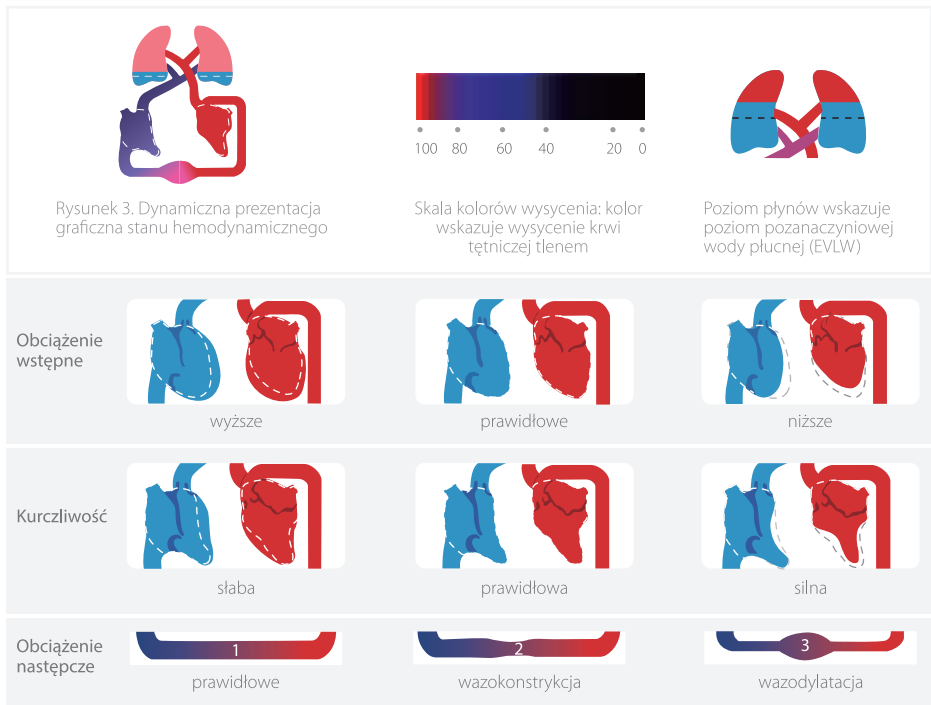 100 80 60 40 20 0
Rysunek 3. Dynamiczna prezentacja
graficzna stanu hemodynamicznego
Skala kolorów wysycenia: kolor
wskazuje wysycenie krwi
tętniczej tlenem
Poziom płynów wskazuje
poziom pozanaczyniowej
wody płucnej (EVLW)
Obciążenie
wstępne
wyższe
prawidłowe
niższe
Kurczliwość
słaba
prawidłowa
silna
Obciążenie
następcze
1
2
3
prawidłowe
wazokonstrykcja
wazodylatacja